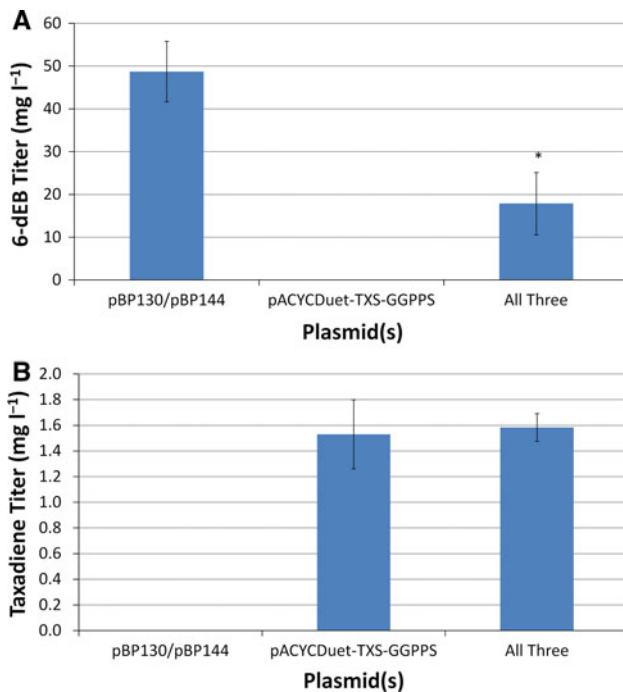 A
6-dEB Titer (mg l⁻¹)
60
50
40
30
20
10
0
*
pBP130/pBP144
pACYCDuet-TXS-GGPPS
All Three
Plasmid(s)
B
Taxadiene Titer (mg l⁻¹)
2.0
1.8
1.6
1.4
1.2
1.0
0.8
0.6
0.4
0.2
0.0
pBP130/pBP144
pACYCDuet-TXS-GGPPS
All Three
Plasmid(s)